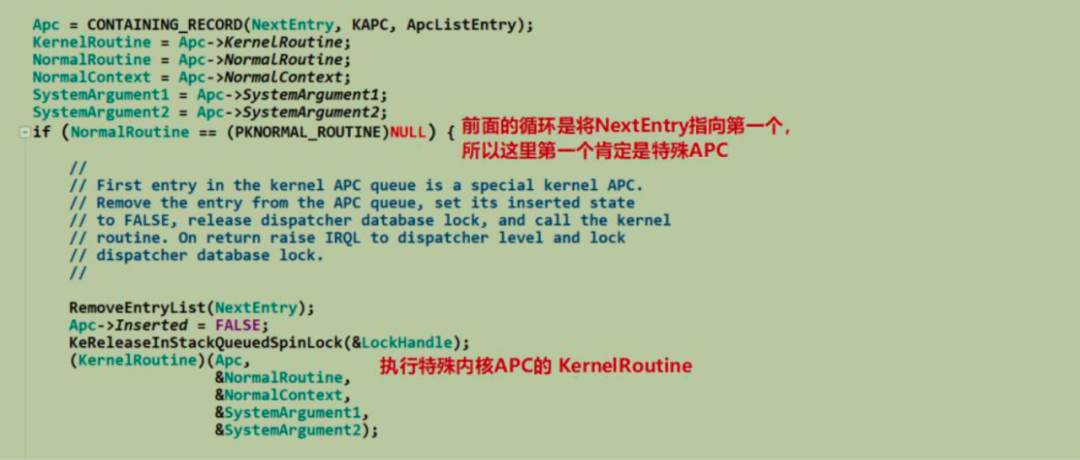 Apc = CONTAINING_RECORD(NextEntry, KAPC, ApcListEntry);
KernelRoutine = Apc->KernelRoutine;
NormalRoutine = Apc->NormalRoutine;
NormalContext = Apc->NormalContext;
SystemArgument1 = Apc->SystemArgument1;
SystemArgument2 = Apc->SystemArgument2;
if (NormalRoutine == (PKNORMAL_ROUTINE)NULL) { 前面的循环是将NextEntry指向第一个，
所以这里第一个肯定是特殊APC
//
// First entry in the kernel APC queue is a special kernel APC.
// Remove the entry from the APC queue, set its inserted state
// to FALSE, release dispatcher database lock, and call the kernel
// routine. On return raise IRQL to dispatcher level and lock
// dispatcher database lock.
//
RemoveEntryList(NextEntry);
Apc->Inserted = FALSE;
KeReleaseInStackQueuedSpinLock(&LockHandle);
(KernelRoutine)(Apc, 执行特殊内核APC的 KernelRoutine
&NormalRoutine,
&NormalContext,
&SystemArgument1,
&SystemArgument2);